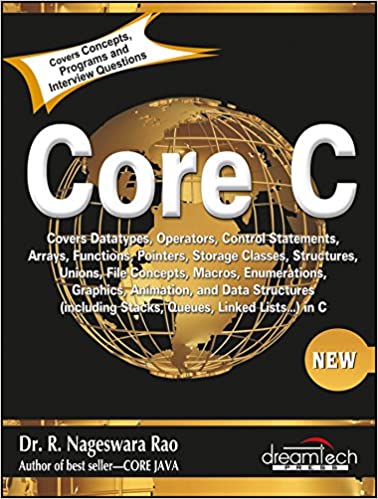 Covers Concepts,
Programs and
Interview Questions
Core C
Covers Datatypes, Operators, Control Statements,
Arrays, Functions, Pointers, Storage Classes, Structures,
Unions, File Concepts, Macros, Enumerations,
Graphics, Animation, and Data Structures
(including Stacks, Queues, Linked Lists...) in C
NEW
Dr. R. Nageswara Rao
Author of best seller—CORE JAVA
dreamtech
PRESS